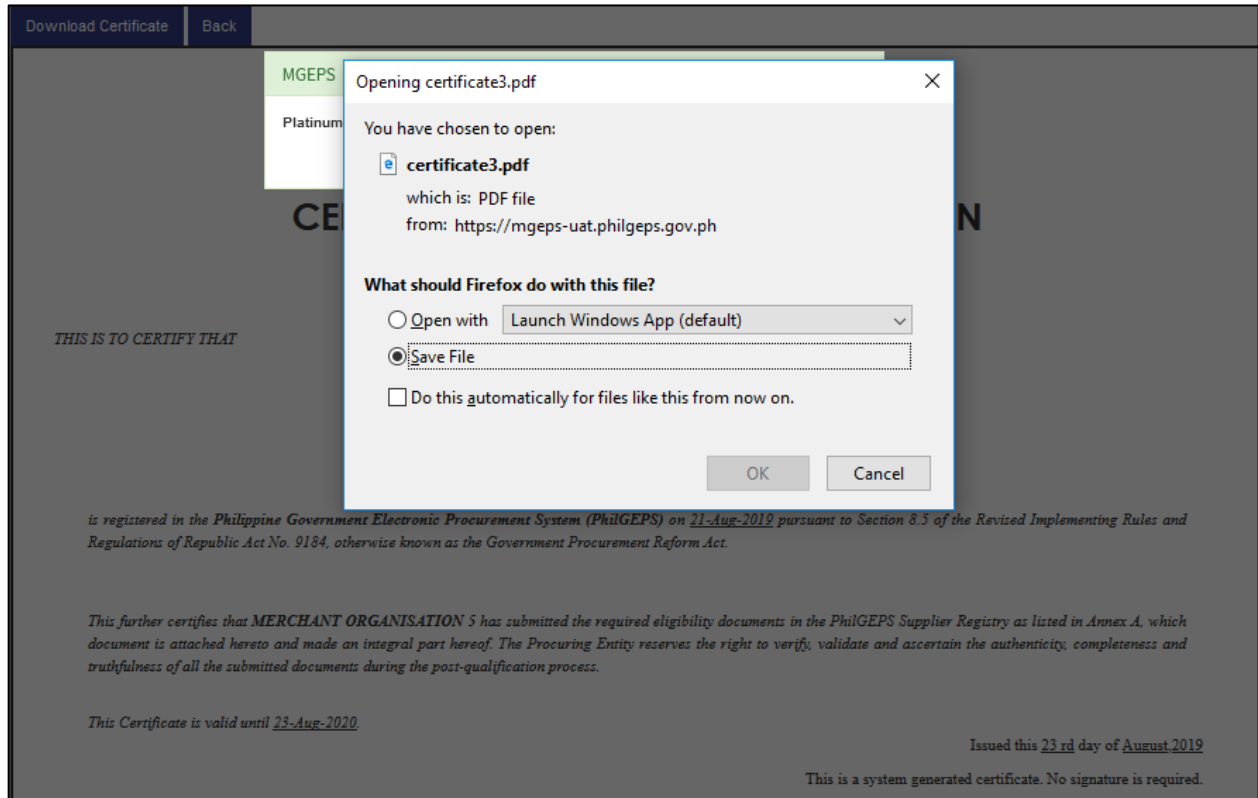 Download Certificate Back
MGEPS
Platinum
Opening certificate3.pdf
You have chosen to open:
certificate3.pdf
which is: PDF file
from: https://mgeps-uat.philgeps.gov.ph
CE N
What should Firefox do with this file?
Open with Launch Windows App (default)
THIS IS TO CERTIFY THAT
Save File
Do this automatically for files like this from now on.
OK Cancel
is registered in the Philippine Government Electronic Procurement System (PhilGEPS) on 21-Aug-2019 pursuant to Section 8.5 of the Revised Implementing Rules and
Regulations of Republic Act No. 9184, otherwise known as the Government Procurement Reform Act.
This further certifies that MERCHANT ORGANISATION 5 has submitted the required eligibility documents in the PhilGEPS Supplier Registry as listed in Annex A, which
document is attached hereto and made an integral part hereof. The Procuring Entity reserves the right to verify, validate and ascertain the authenticity, completeness and
truthfulness of all the submitted documents during the post-qualification process.
This Certificate is valid until 23-Aug-2020.
Issued this 23 rd day of August,2019
This is a system generated certificate. No signature is required.